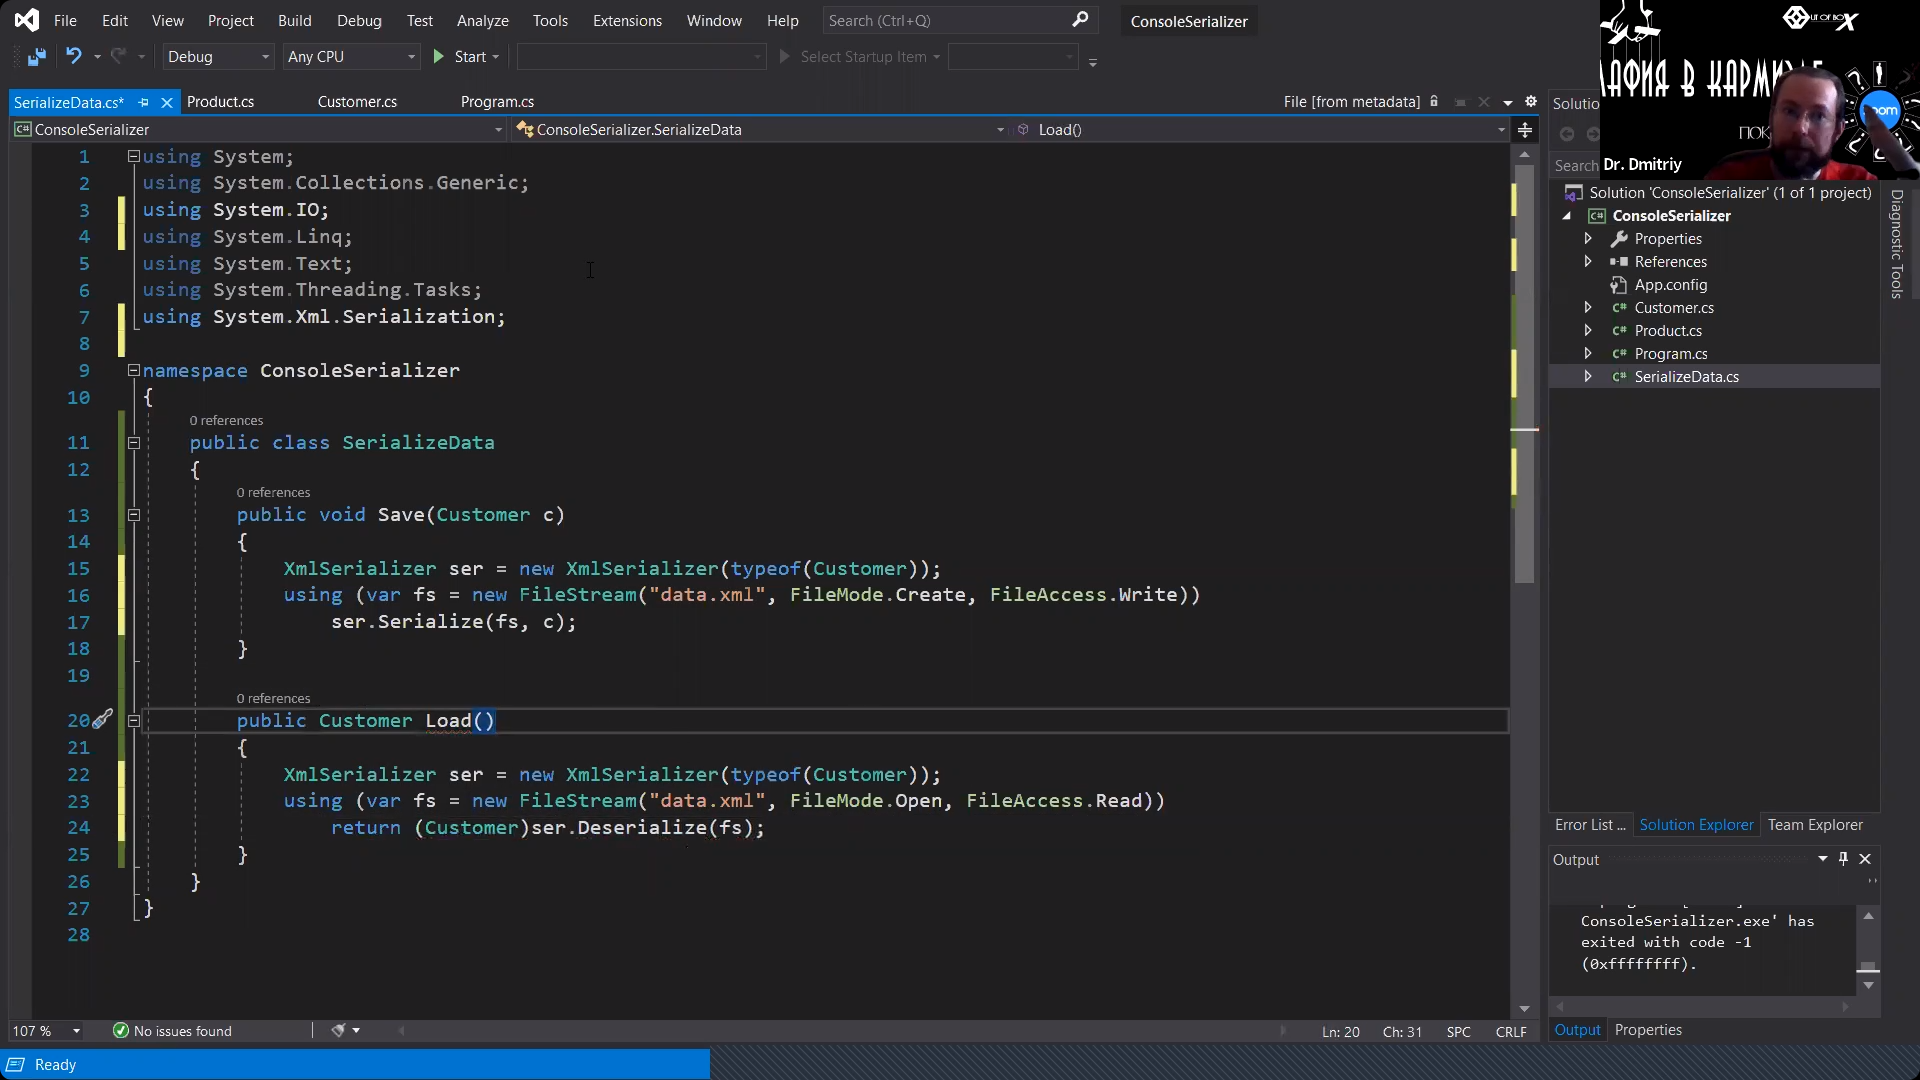 File Edit View Project Build Debug Test Analyze Tools Extensions Window Help Search (Ctrl+Q) ConsoleSerializer
Debug Any CPU Start Select Startup Item
SerializeData.cs* Product.cs Customer.cs Program.cs File [from metadata]
ConsoleSerializer ConsoleSerializer.SerializeData Load()
1 using System;
2 using System.Collections.Generic;
3 using System.IO;
4 using System.Linq;
5 using System.Text;
6 using System.Threading.Tasks;
7 using System.Xml.Serialization;
8
9 namespace ConsoleSerializer
10 {
0 references
11 public class SerializeData
12 {
0 references
13 public void Save(Customer c)
14 {
15 XmlSerializer ser = new XmlSerializer(typeof(Customer));
16 using (var fs = new FileStream("data.xml", FileMode.Create, FileAccess.Write))
17 ser.Serialize(fs, c);
18 }
19
0 references
20 public Customer Load()
21 {
22 XmlSerializer ser = new XmlSerializer(typeof(Customer));
23 using (var fs = new FileStream("data.xml", FileMode.Open, FileAccess.Read))
24 return (Customer)ser.Deserialize(fs);
25 }
26 }
27 }
28
107 % No issues found Ln: 20 Ch: 31 SPC CRLF
Ready
Dr. Dmitriy
Search
Solution 'ConsoleSerializer' (1 of 1 project)
ConsoleSerializer
Properties
References
App.config
Customer.cs
Product.cs
Program.cs
SerializeData.cs
Diagnostic Tools
Error List ... Solution Explorer Team Explorer
Output
ConsoleSerializer.exe' has
exited with code -1
(0xffffffff).
Output Properties